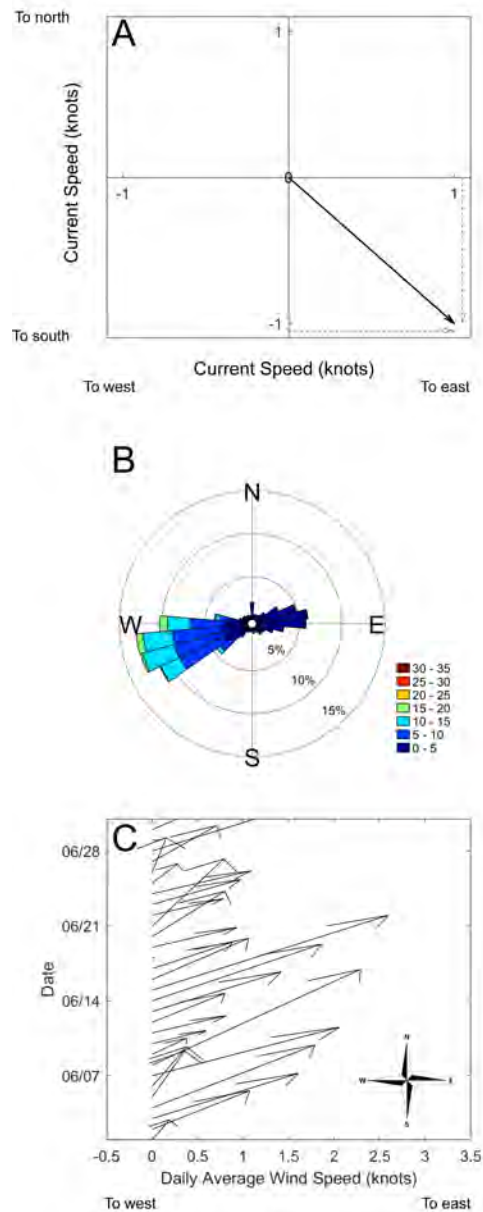 To north
A
1
Current Speed (knots)
-1
0
1
-1
To south
Current Speed (knots)
To west
To east
B
N
W
E
S
5%
10%
15%
30 - 35
25 - 30
20 - 25
15 - 20
10 - 15
5 - 10
0 - 5
C
06/28
06/21
06/14
06/07
Date
N
W
E
S
-0.5
0
0.5
1
1.5
2
2.5
3
3.5
Daily Average Wind Speed (knots)
To west
To east